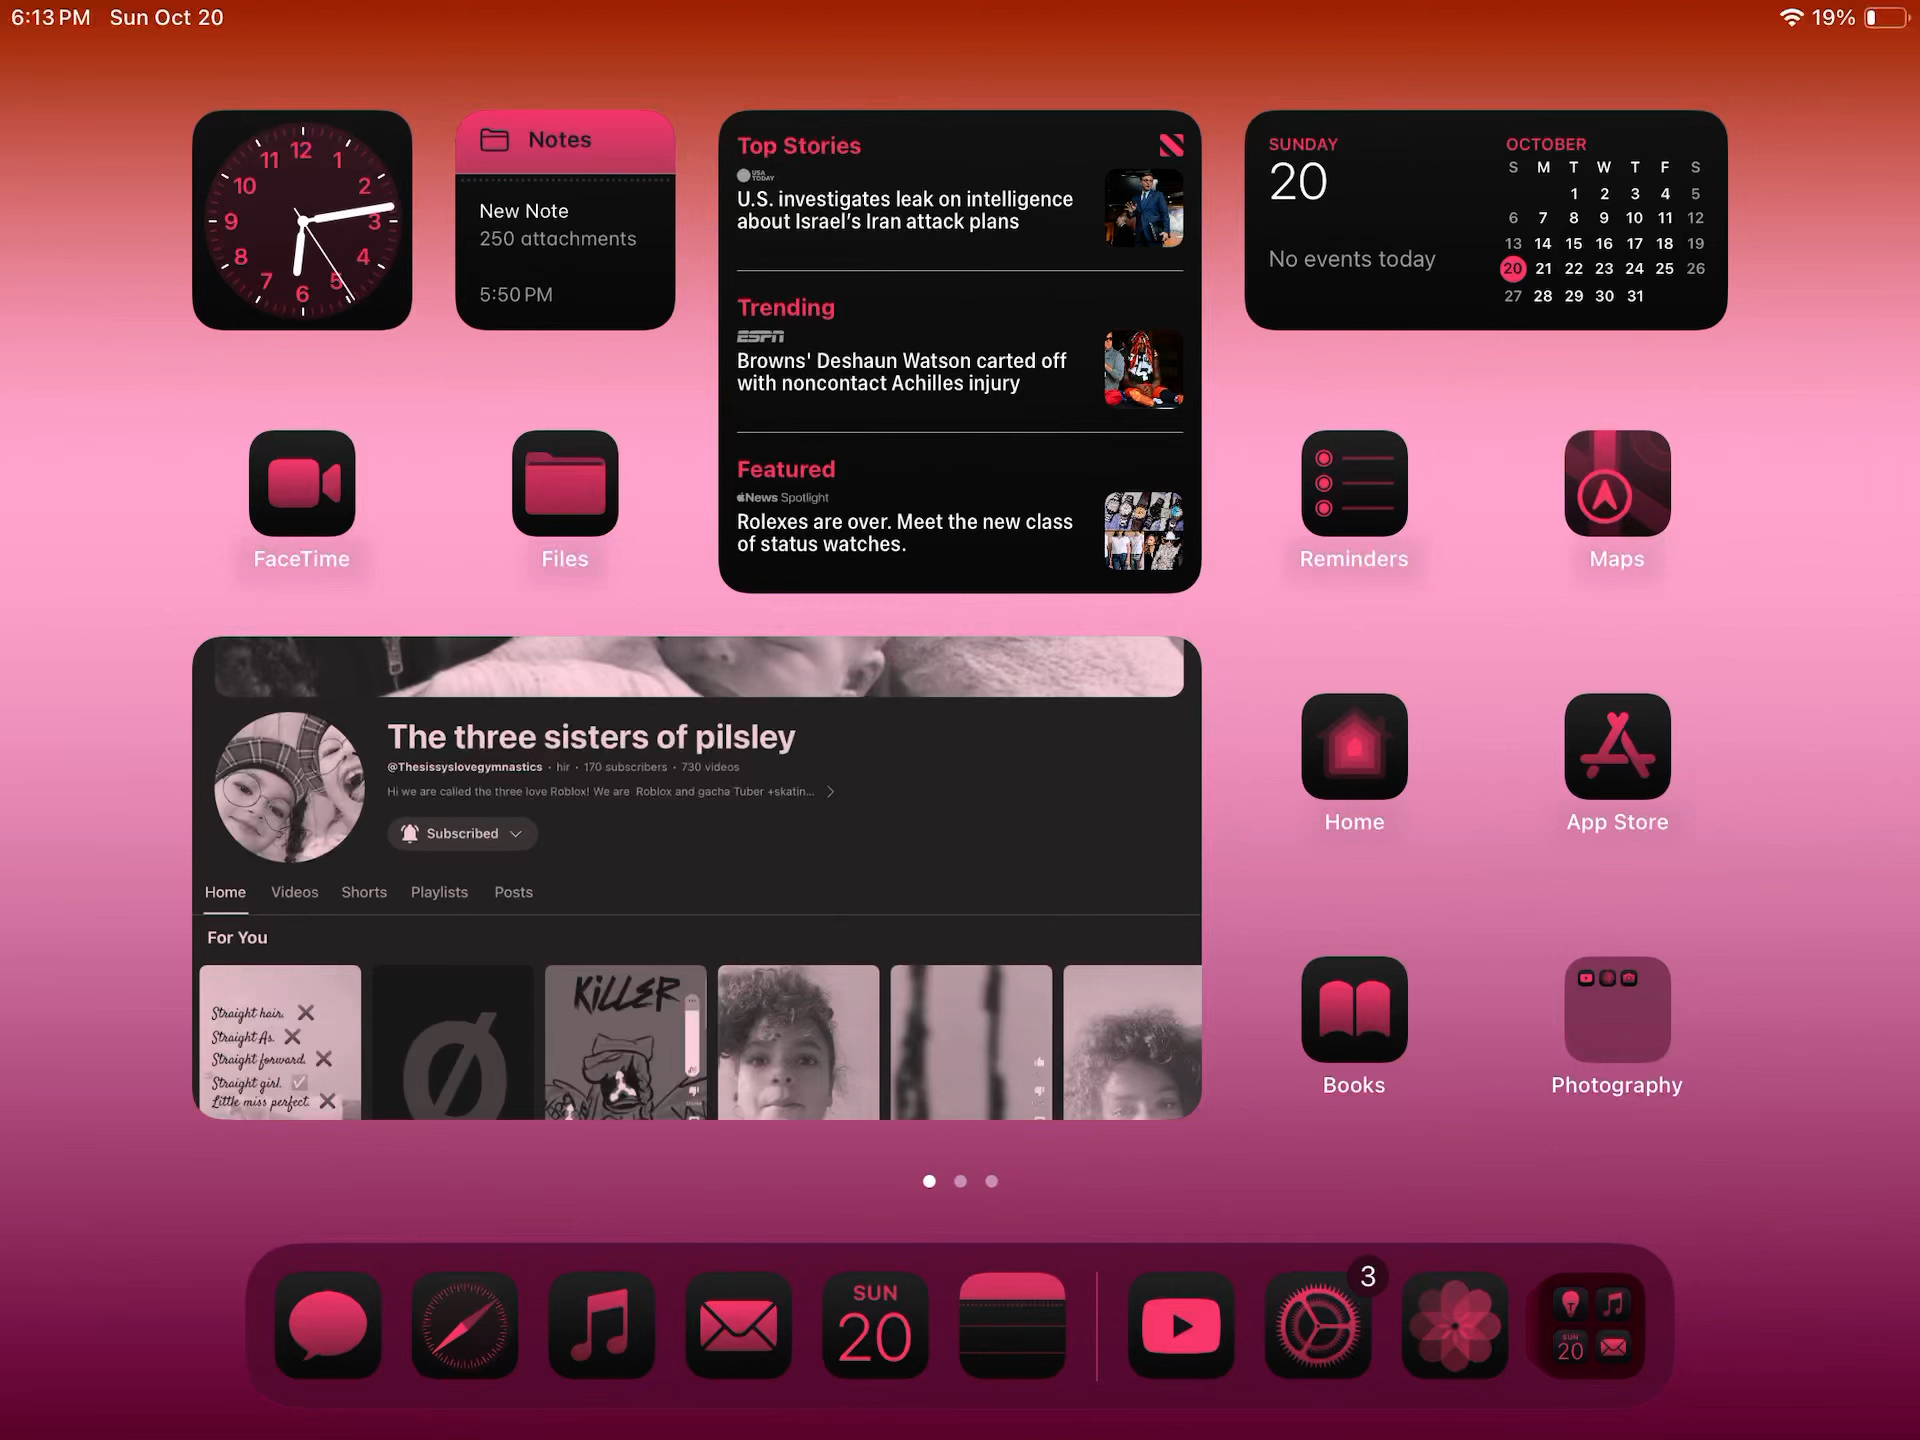 6:13 PM Sun Oct 20
19%
12
1
2
3
4
5
6
7
8
9
10
11
Notes
New Note
250 attachments
5:50 PM
Top Stories
USA TODAY
U.S. investigates leak on intelligence
about Israel's Iran attack plans
Trending
ESPN
Browns' Deshaun Watson carted off
with noncontact Achilles injury
Featured
News Spotlight
Rolexes are over. Meet the new class
of status watches.
SUNDAY
20
No events today
OCTOBER
S M T W T F S
1 2 3 4 5
6 7 8 9 10 11 12
13 14 15 16 17 18 19
20 21 22 23 24 25 26
27 28 29 30 31
FaceTime
Files
Reminders
Maps
The three sisters of pilsley
@Thesissyslovegymnastics · hir · 170 subscribers · 730 videos
Hi we are called the three love Roblox! We are Roblox and gacha Tuber +skatin...
Subscribed
Home Videos Shorts Playlists Posts
For You
Straight hair.
Straight As.
Straight forward.
Straight girl.
Little miss perfect.
KiLLER
Home
App Store
Books
Photography
SUN
20
3
SUN
20